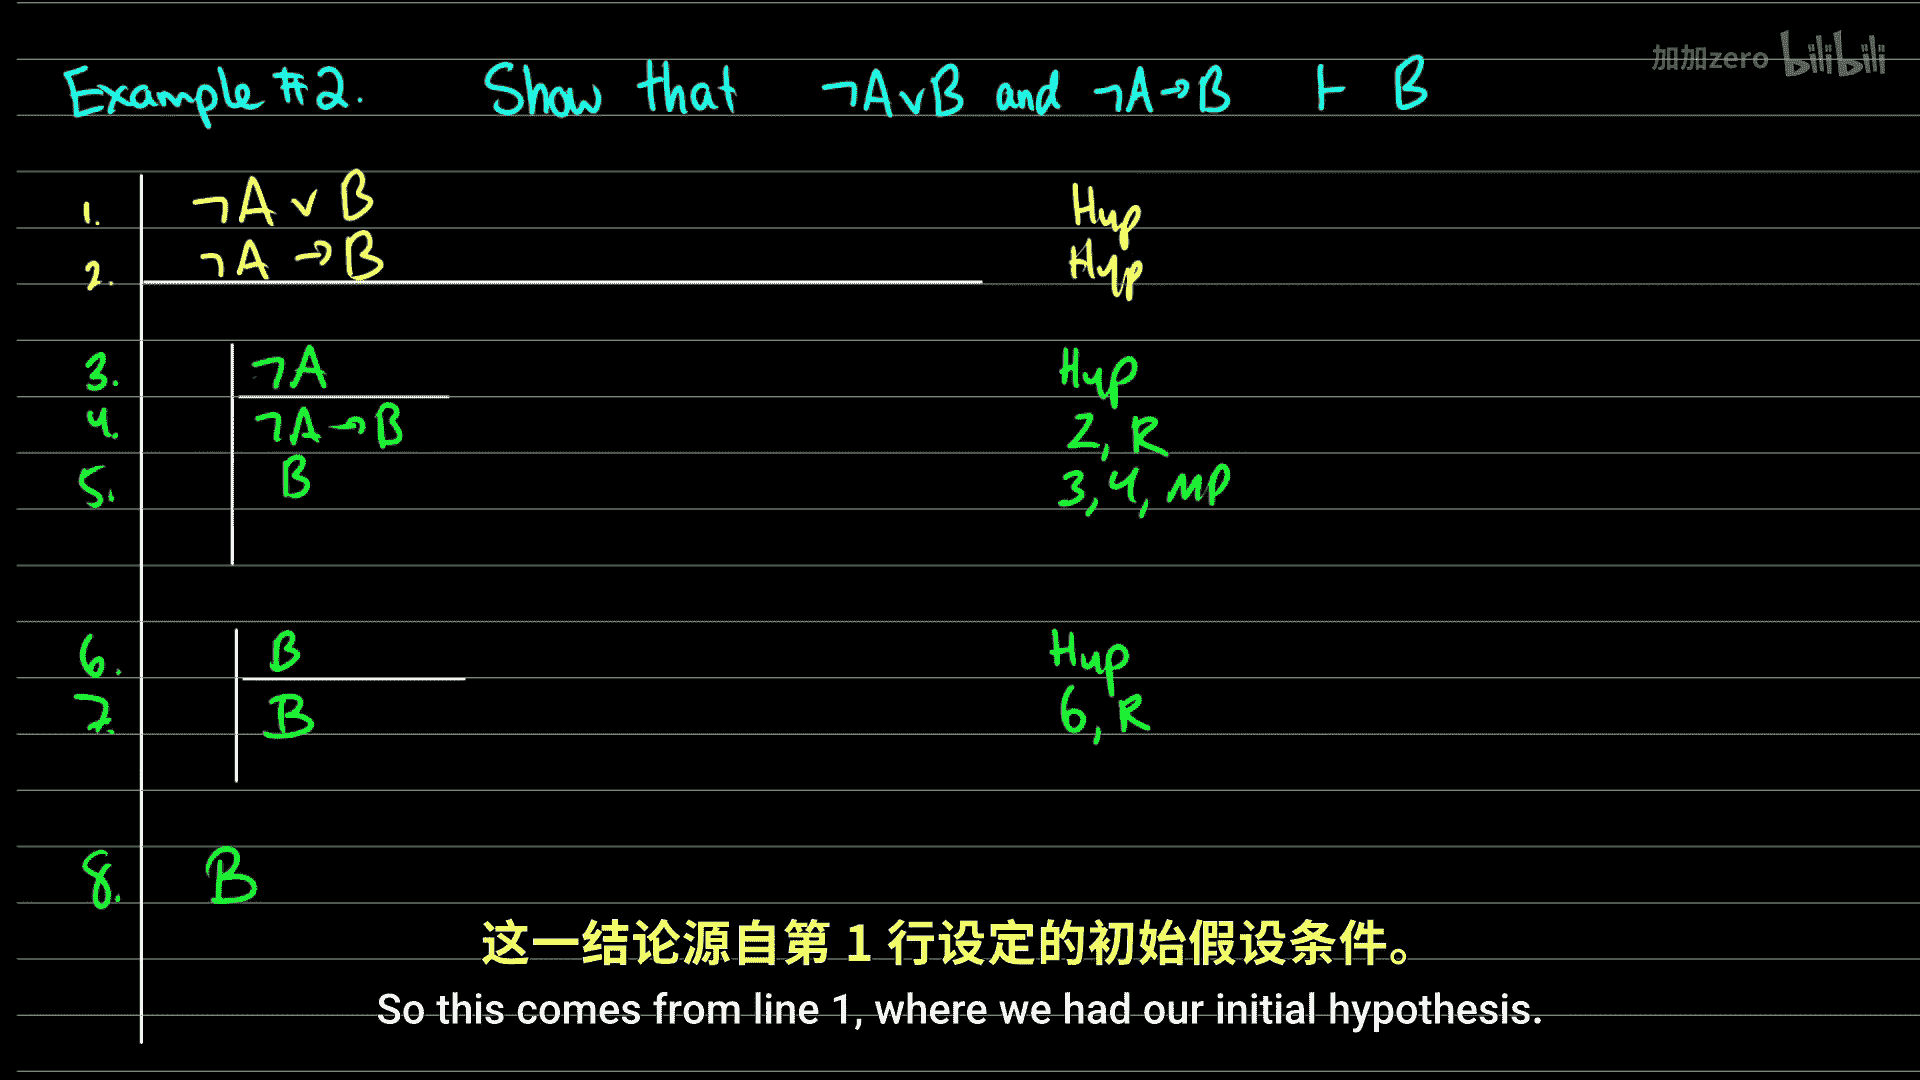 加加zero bilibili
Example #2. Show that ¬A∨B and ¬A→B ⊢ B
1. ¬A∨B Hyp
2. ¬A→B Hyp
3. ¬A Hyp
4. ¬A→B 2, R
5. B 3, 4, MP
6. B Hyp
7. B 6, R
8. B
这一结论源自第 1 行设定的初始假设条件。
So this comes from line 1, where we had our initial hypothesis.